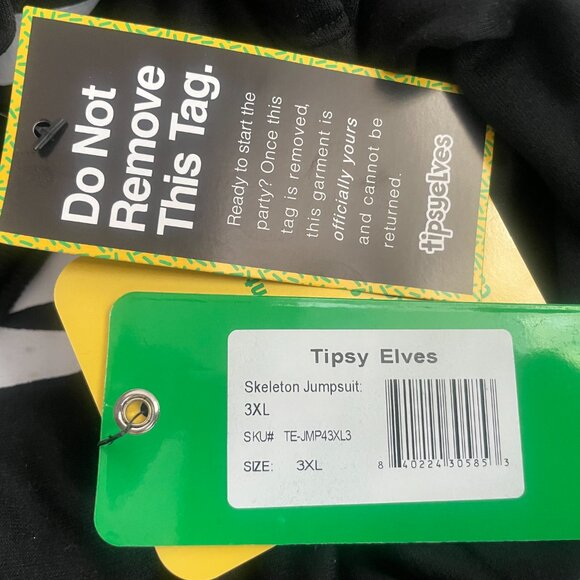 Do Not
Remove
This Tag.
Ready to start the
party? Once this
tag is removed,
this garment is
officially yours
and cannot be
returned.
tipsyelves
Tipsy Elves
Skeleton Jumpsuit:
3XL
SKU# TE-JMP43XL3
SIZE: 3XL
8 40224 30585 3